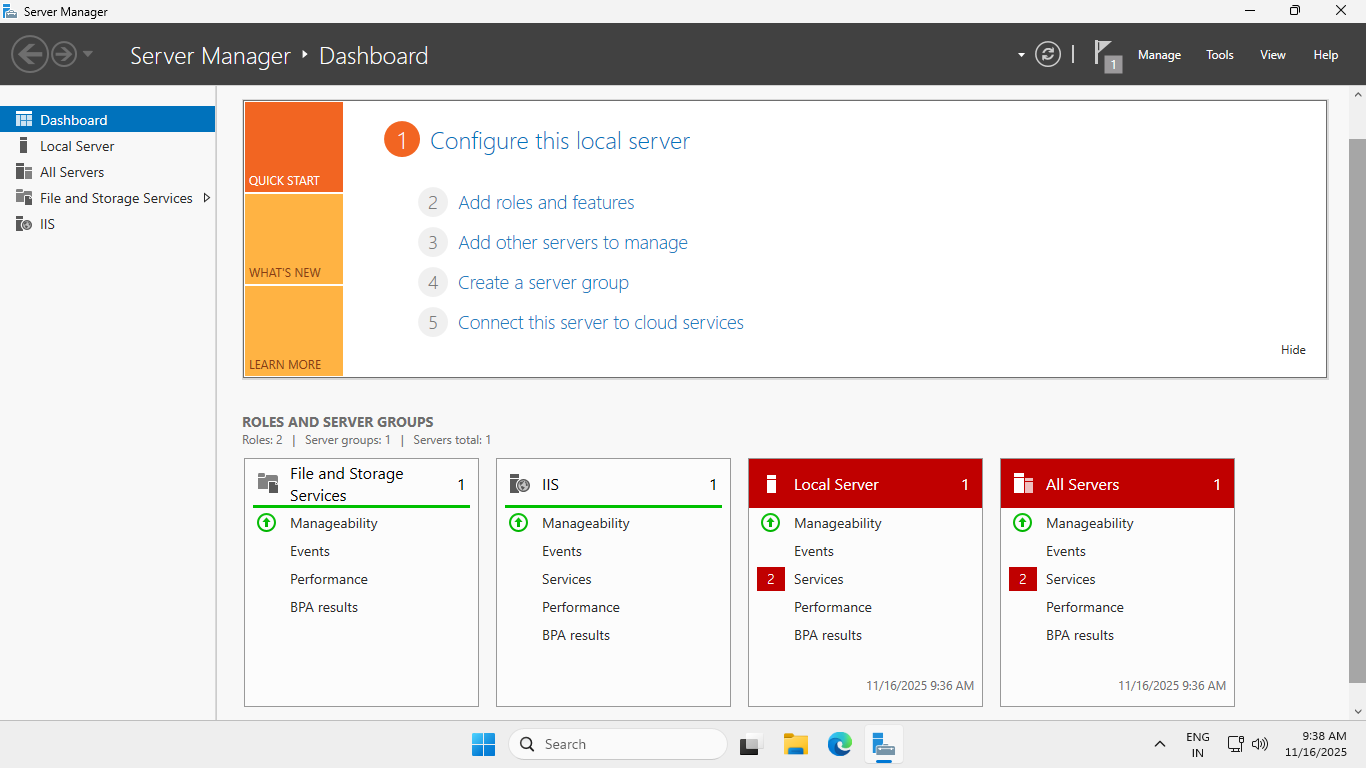 Server Manager
Server Manager ‣ Dashboard
1
Manage
Tools
View
Help
Dashboard
Local Server
All Servers
File and Storage Services
IIS
QUICK START
WHAT'S NEW
LEARN MORE
1 Configure this local server
2 Add roles and features
3 Add other servers to manage
4 Create a server group
5 Connect this server to cloud services
Hide
ROLES AND SERVER GROUPS
Roles: 2 | Server groups: 1 | Servers total: 1
File and Storage
Services
1
Manageability
Events
Performance
BPA results
IIS 1
Manageability
Events
Services
Performance
BPA results
Local Server 1
Manageability
Events
2 Services
Performance
BPA results
11/16/2025 9:36 AM
All Servers 1
Manageability
Events
2 Services
Performance
BPA results
11/16/2025 9:36 AM
Search
ENG
IN
9:38 AM
11/16/2025